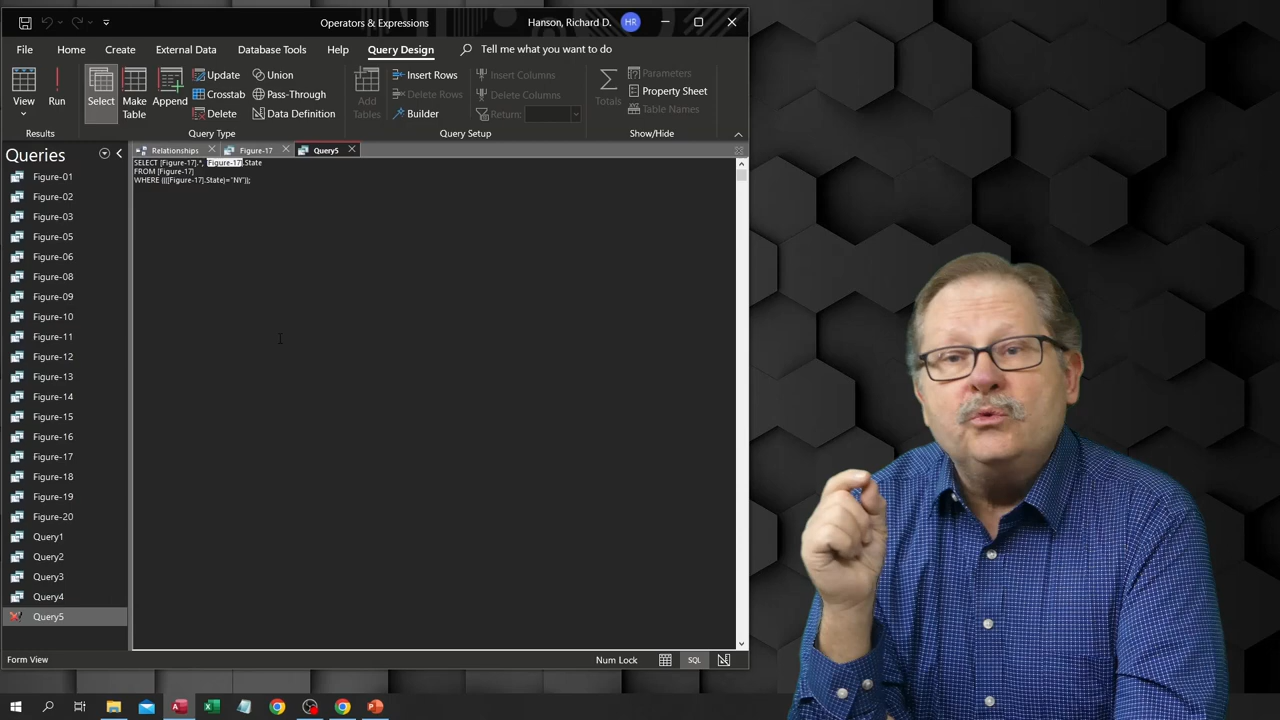 Operators & Expressions
Hanson, Richard D.
HR
File
Home
Create
External Data
Database Tools
Help
Query Design
Tell me what you want to do
View
Run
Select
Make Table
Append
Update
Crosstab
Delete
Union
Pass-Through
Data Definition
Add Tables
Insert Rows
Delete Rows
Builder
Insert Columns
Delete Columns
Return:
Totals
Parameters
Property Sheet
Table Names
Results
Query Type
Query Setup
Show/Hide
Queries
Relationships
Figure-17
Query5
SELECT [Figure-17].*, [Figure-17].State
FROM [Figure-17]
WHERE ((([Figure-17].State)="NY"));
Figure-01
Figure-02
Figure-03
Figure-05
Figure-06
Figure-08
Figure-09
Figure-10
Figure-11
Figure-12
Figure-13
Figure-14
Figure-15
Figure-16
Figure-17
Figure-18
Figure-19
Figure-20
Query1
Query2
Query3
Query4
Query5
Form View
Num Lock
SQL